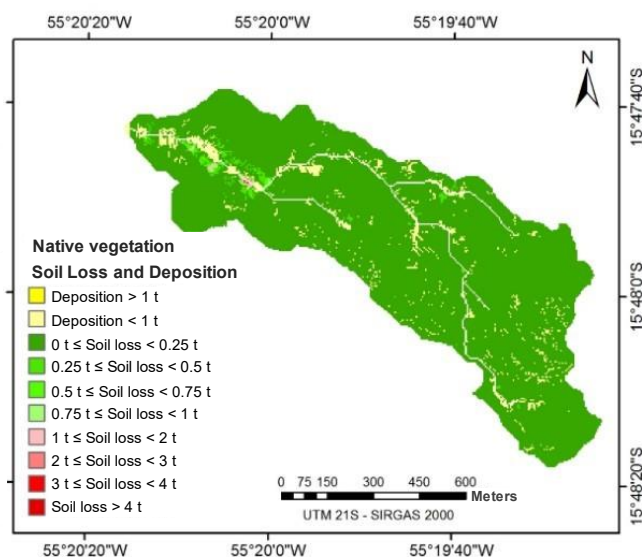 55°20'20"W 55°20'00"W 55°19'40"W
N
15°47'40"S
15°48'0"S
15°48'20"S
Native vegetation
Soil Loss and Deposition
Deposition > 1 t
Deposition < 1 t
0 t ≤ Soil loss < 0.25 t
0.25 t ≤ Soil loss < 0.5 t
0.5 t ≤ Soil loss < 0.75 t
0.75 t ≤ Soil loss < 1 t
1 t ≤ Soil loss < 2 t
2 t ≤ Soil loss < 3 t
3 t ≤ Soil loss < 4 t
Soil loss > 4 t
0 75 150 300 450 600
Meters
UTM 21S - SIRGAS 2000
55°20'20"W 55°20'00"W 55°19'40"W